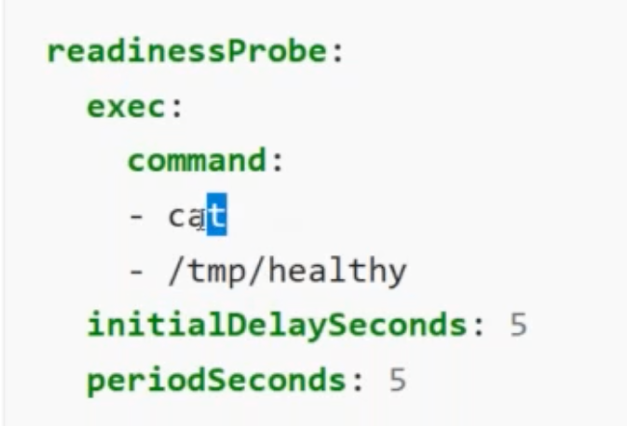 readinessProbe:
exec:
command:
- cat
- /tmp/healthy
initialDelaySeconds: 5
periodSeconds: 5